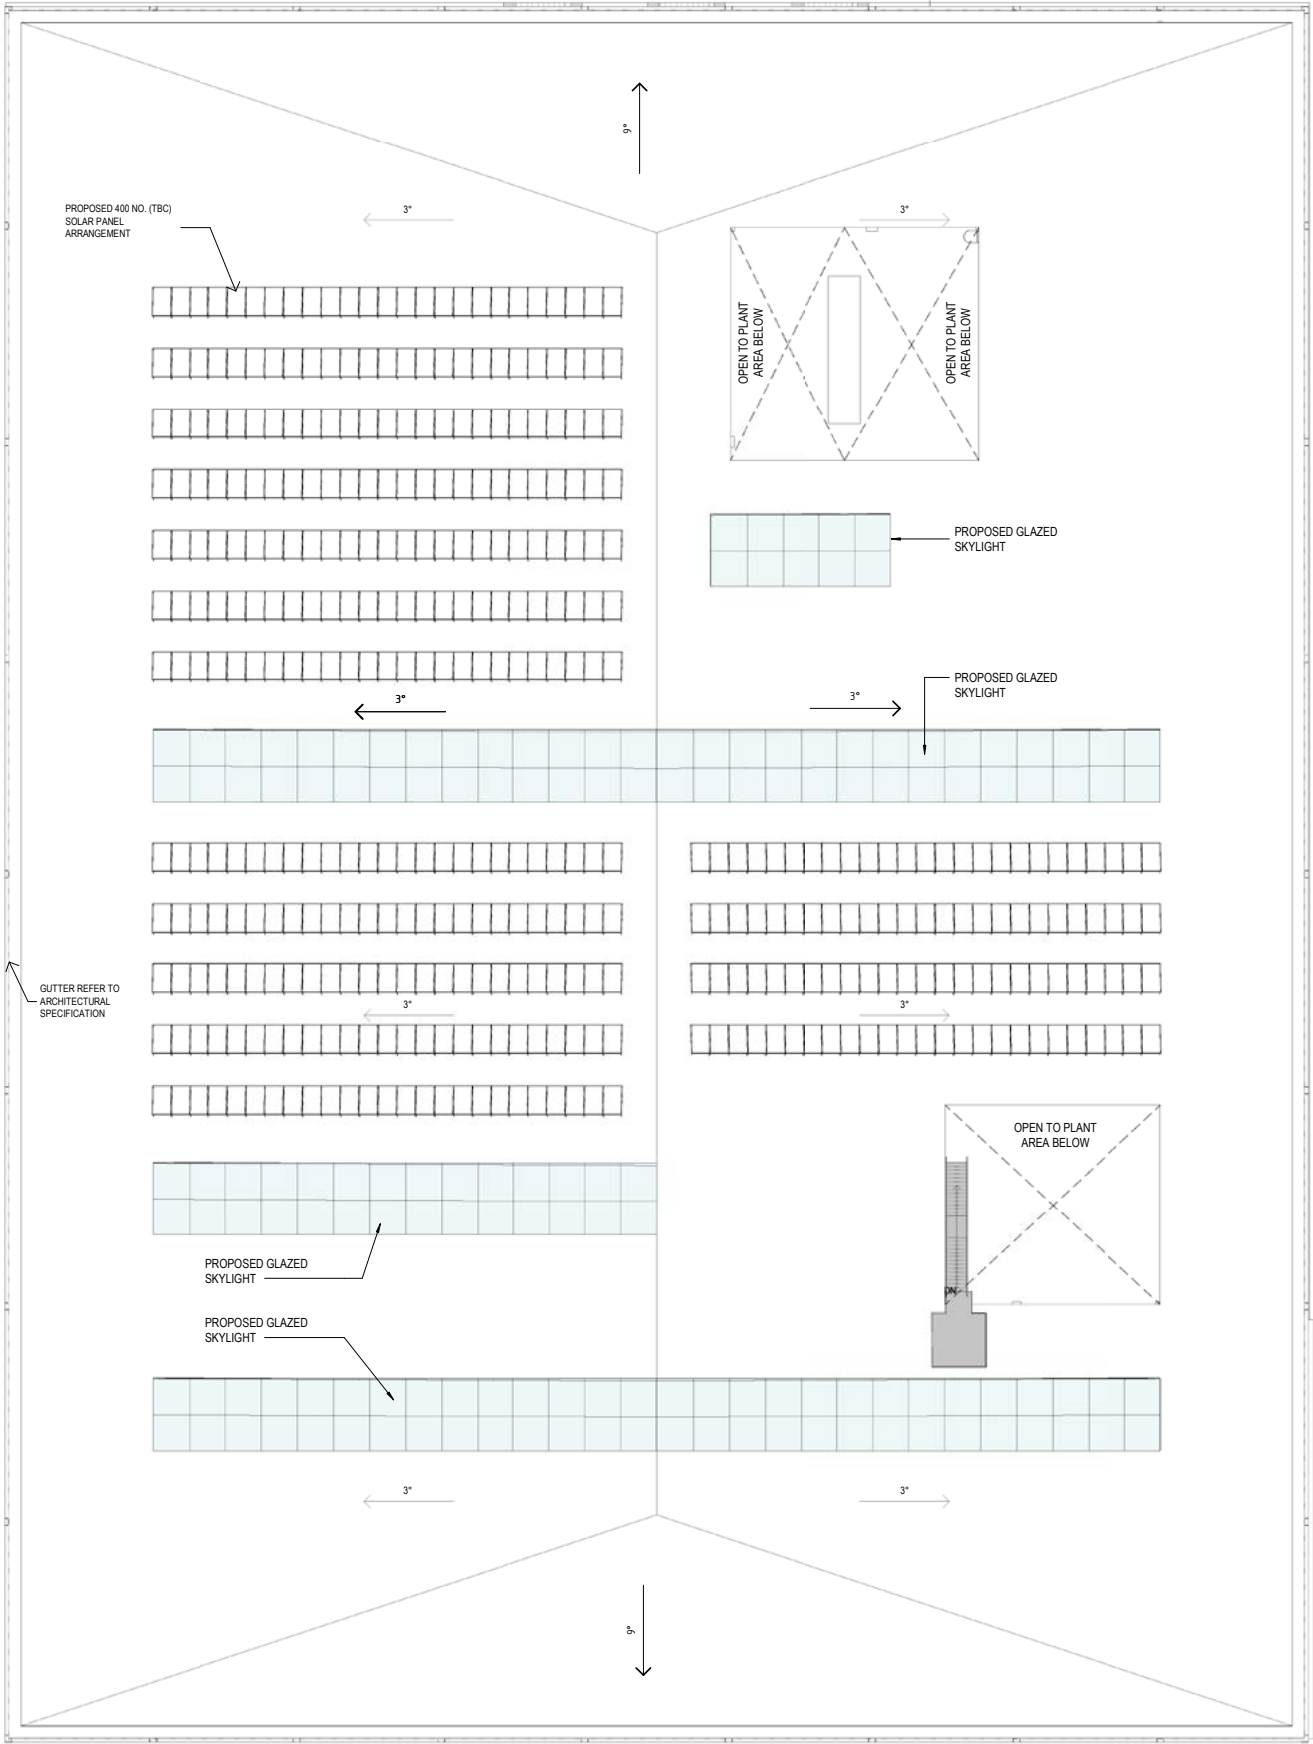 9°
PROPOSED 400 NO. (TBC)
SOLAR PANEL
ARRANGEMENT
3°
3°
OPEN TO PLANT
AREA BELOW
OPEN TO PLANT
AREA BELOW
PROPOSED GLAZED
SKYLIGHT
PROPOSED GLAZED
SKYLIGHT
3°
3°
GUTTER REFER TO
ARCHITECTURAL
SPECIFICATION
3°
3°
OPEN TO PLANT
AREA BELOW
PROPOSED GLAZED
SKYLIGHT
DN
PROPOSED GLAZED
SKYLIGHT
3°
3°
9°